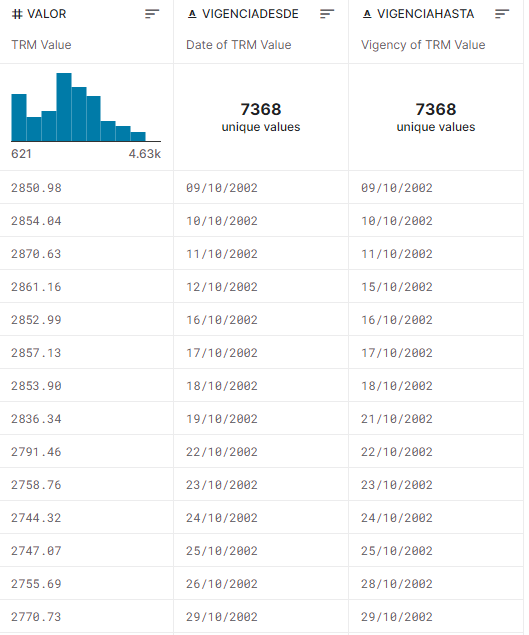 # VALOR A VIGENCIADESDE A VIGENCIAHASTA
TRM Value Date of TRM Value Vigency of TRM Value
7368 7368
unique values unique values
621 4.63k
2850.98 09/10/2002 09/10/2002
2854.04 10/10/2002 10/10/2002
2870.63 11/10/2002 11/10/2002
2861.16 12/10/2002 15/10/2002
2852.99 16/10/2002 16/10/2002
2857.13 17/10/2002 17/10/2002
2853.90 18/10/2002 18/10/2002
2836.34 19/10/2002 21/10/2002
2791.46 22/10/2002 22/10/2002
2758.76 23/10/2002 23/10/2002
2744.32 24/10/2002 24/10/2002
2747.07 25/10/2002 25/10/2002
2755.69 26/10/2002 28/10/2002
2770.73 29/10/2002 29/10/2002